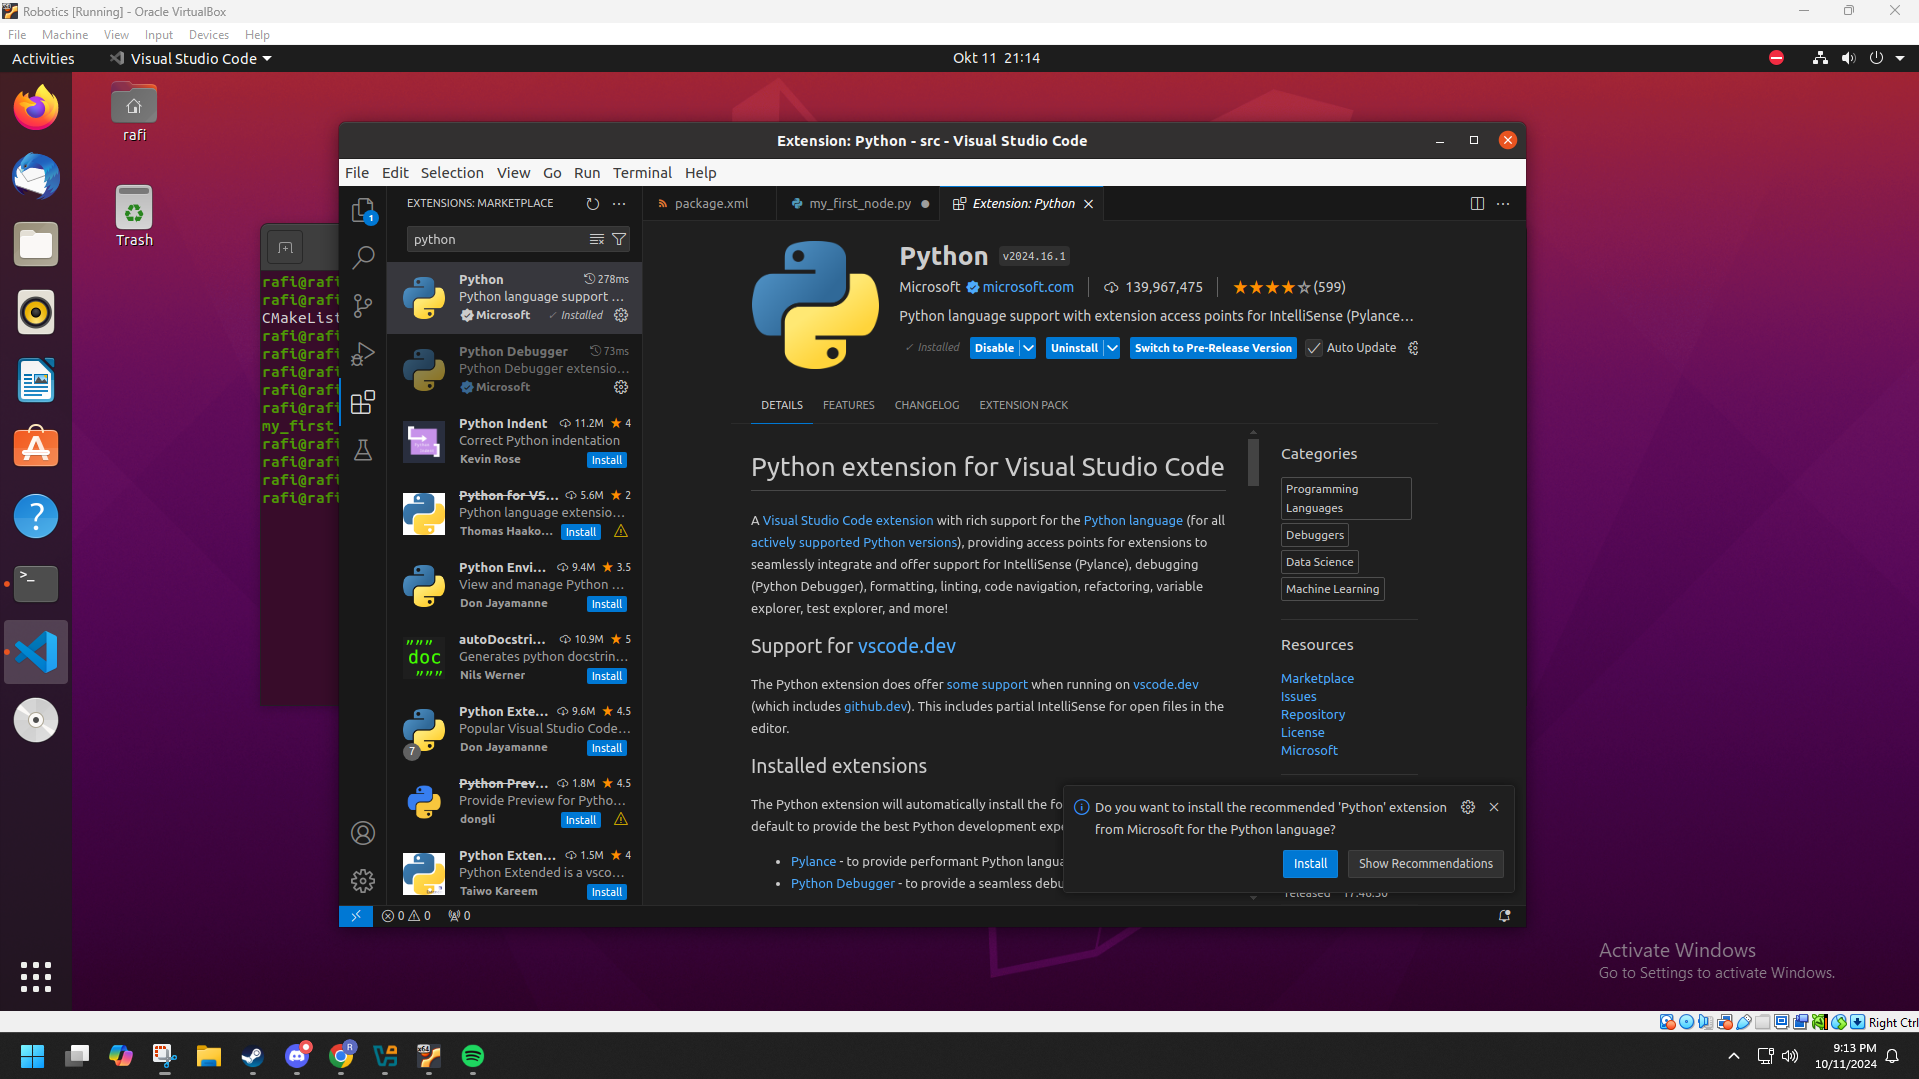 Robotics [Running] - Oracle VirtualBox
File Machine View Input Devices Help
Activities Visual Studio Code Okt 11 21:14
rafi
Trash
Extension: Python - src - Visual Studio Code
File Edit Selection View Go Run Terminal Help
1
EXTENSIONS: MARKETPLACE
package.xml
my_first_node.py
Extension: Python
python
rafi@rafi
rafi@rafi
CMakeList
rafi@rafi
rafi@rafi
rafi@rafi
rafi@rafi
rafi@rafi
my_first_
rafi@rafi
rafi@rafi
rafi@rafi
rafi@rafi
Python 278ms
Python language support ...
Microsoft Installed
Python Debugger 73ms
Python Debugger extensio...
Microsoft
Python Indent 11.2M 4
Correct Python indentation
Kevin Rose Install
Python for VS... 5.6M 2
Python language extensio...
Thomas Haako... Install
Python Envi... 9.4M 3.5
View and manage Python ...
Don Jayamanne Install
autoDocstri... 10.9M 5
Generates python docstrin...
Nils Werner Install
""" doc """
Python Exte... 9.6M 4.5
Popular Visual Studio Code...
Don Jayamanne Install
7
Python Prev... 1.8M 4.5
Provide Preview for Pytho...
dongli Install
Python Exten... 1.5M 4
Python Extended is a vsco...
Taiwo Kareem Install
Python v2024.16.1
Microsoft microsoft.com 139,967,475 (599)
Python language support with extension access points for IntelliSense (Pylance...
Installed Disable Uninstall Switch to Pre-Release Version Auto Update
DETAILS FEATURES CHANGELOG EXTENSION PACK
Python extension for Visual Studio Code
A Visual Studio Code extension with rich support for the Python language (for all
actively supported Python versions), providing access points for extensions to
seamlessly integrate and offer support for IntelliSense (Pylance), debugging
(Python Debugger), formatting, linting, code navigation, refactoring, variable
explorer, test explorer, and more!
Support for vscode.dev
The Python extension does offer some support when running on vscode.dev
(which includes github.dev). This includes partial IntelliSense for open files in the
editor.
Installed extensions
The Python extension will automatically install the fo
default to provide the best Python development expe
• Pylance - to provide performant Python langua
• Python Debugger - to provide a seamless debu
Categories
Programming
Languages
Debuggers
Data Science
Machine Learning
Resources
Marketplace
Issues
Repository
License
Microsoft
Do you want to install the recommended 'Python' extension
from Microsoft for the Python language?
Install Show Recommendations
0 0 0
Activate Windows
Go to Settings to activate Windows.
Right Ctrl
R
9:13 PM
10/11/2024